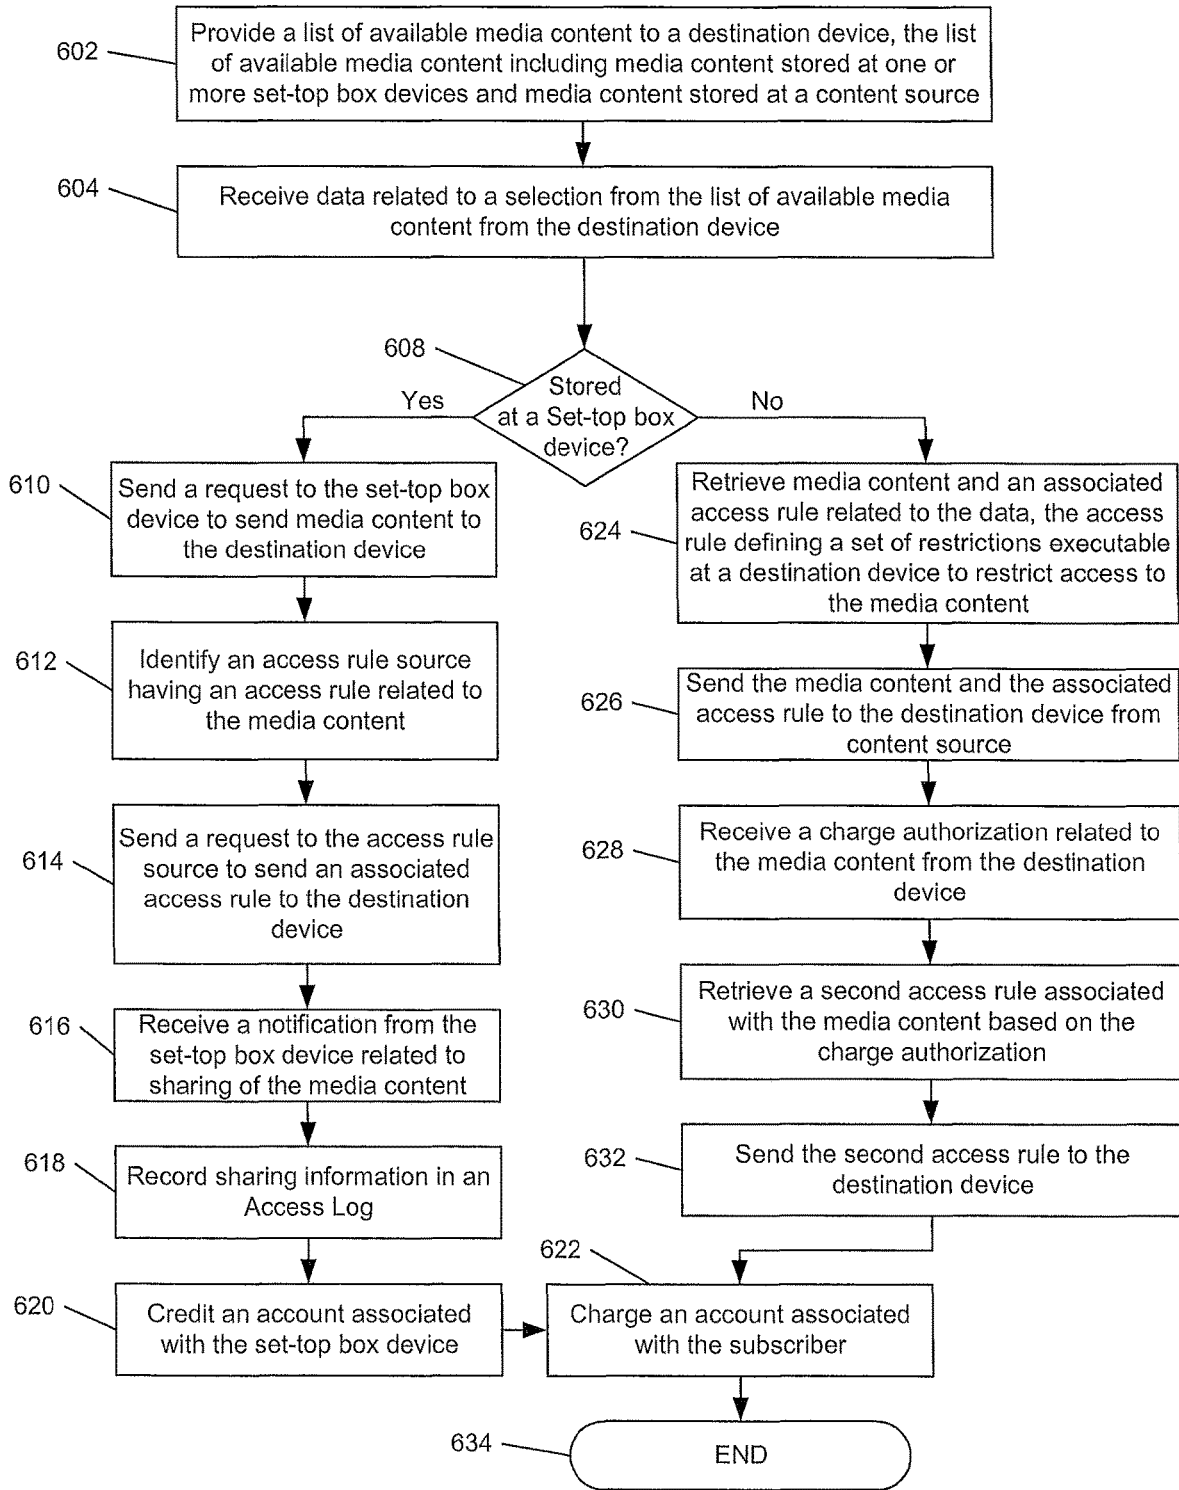 602
Provide a list of available media content to a destination device, the list
of available media content including media content stored at one or
more set-top box devices and media content stored at a content source
604
Receive data related to a selection from the list of available media
content from the destination device
608
Stored
at a Set-top box
device?
Yes
No
610
Send a request to the set-top box
device to send media content to
the destination device
612
Identify an access rule source
having an access rule related to
the media content
614
Send a request to the access rule
source to send an associated
access rule to the destination
device
616
Receive a notification from the
set-top box device related to
sharing of the media content
618
Record sharing information in an
Access Log
620
Credit an account associated
with the set-top box device
624
Retrieve media content and an associated
access rule related to the data, the access
rule defining a set of restrictions executable
at a destination device to restrict access to
the media content
626
Send the media content and the associated
access rule to the destination device from
content source
628
Receive a charge authorization related to
the media content from the destination
device
630
Retrieve a second access rule associated
with the media content based on the
charge authorization
632
Send the second access rule to the
destination device
622
Charge an account associated
with the subscriber
634
END